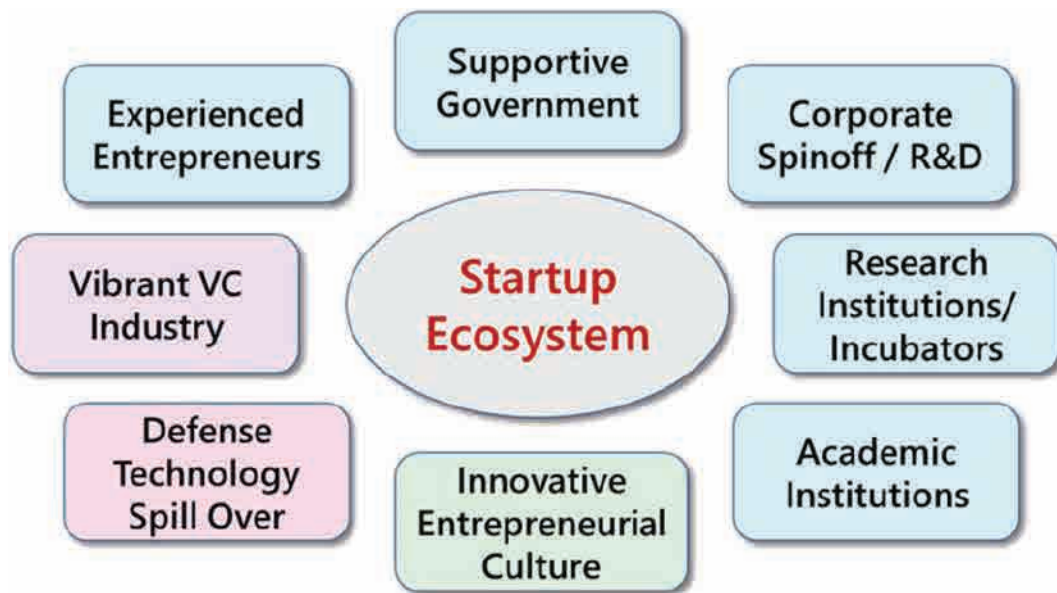 Supportive
Government
Experienced
Entrepreneurs
Corporate
Spinoff / R&D
Vibrant VC
Industry
Startup
Ecosystem
Research
Institutions/
Incubators
Defense
Technology
Spill Over
Innovative
Entrepreneurial
Culture
Academic
Institutions